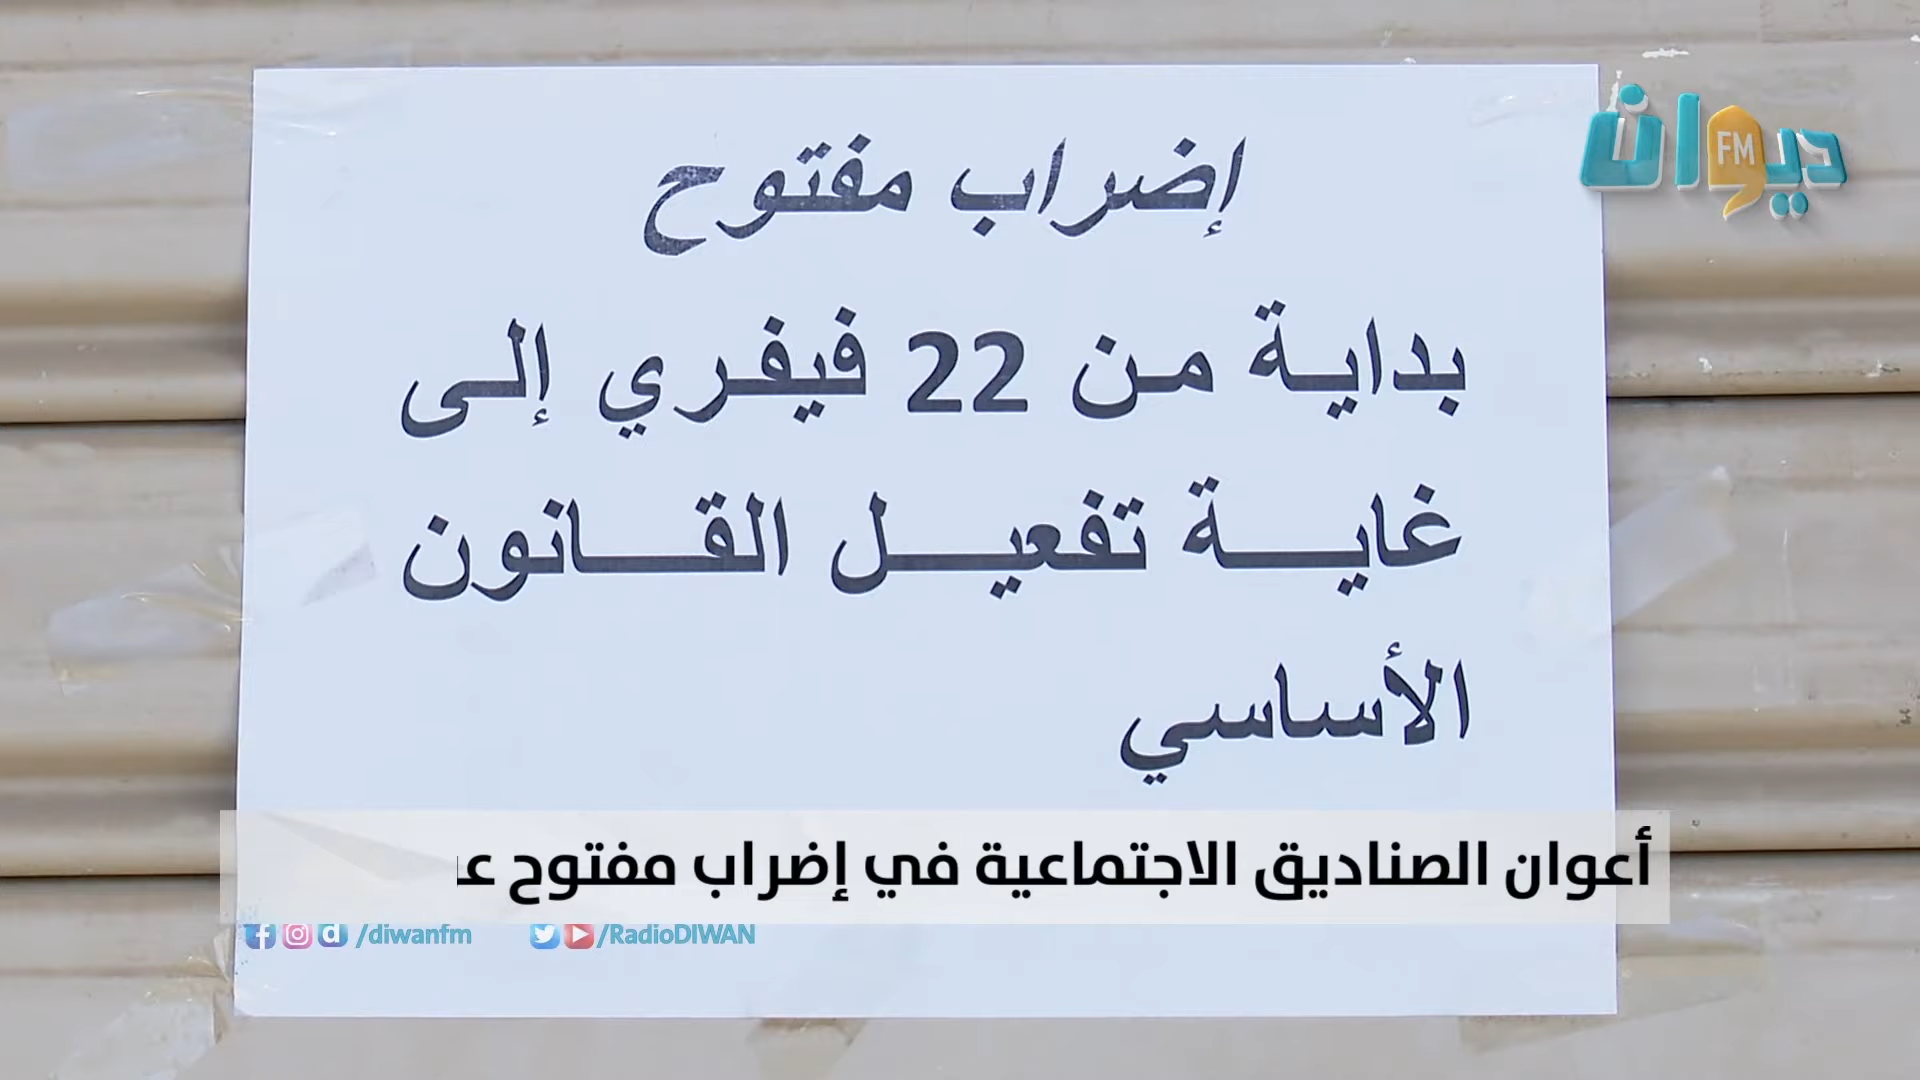 إضراب مفتوح
بداية من 22 فيفري إلى
غاية تفعيل القانون
الأساسي
ديوان FM
أعوان الصناديق الاجتماعية في إضراب مفتوح
/diwanfm /RadioDIWAN